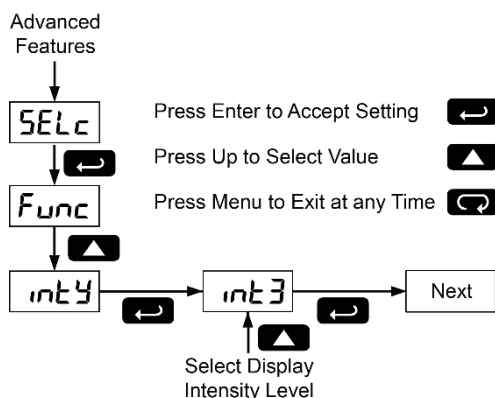 Advanced
Features
SELc
Press Enter to Accept Setting
Press Up to Select Value
Func
Press Menu to Exit at any Time
intY
int3
Next
Select Display
Intensity Level